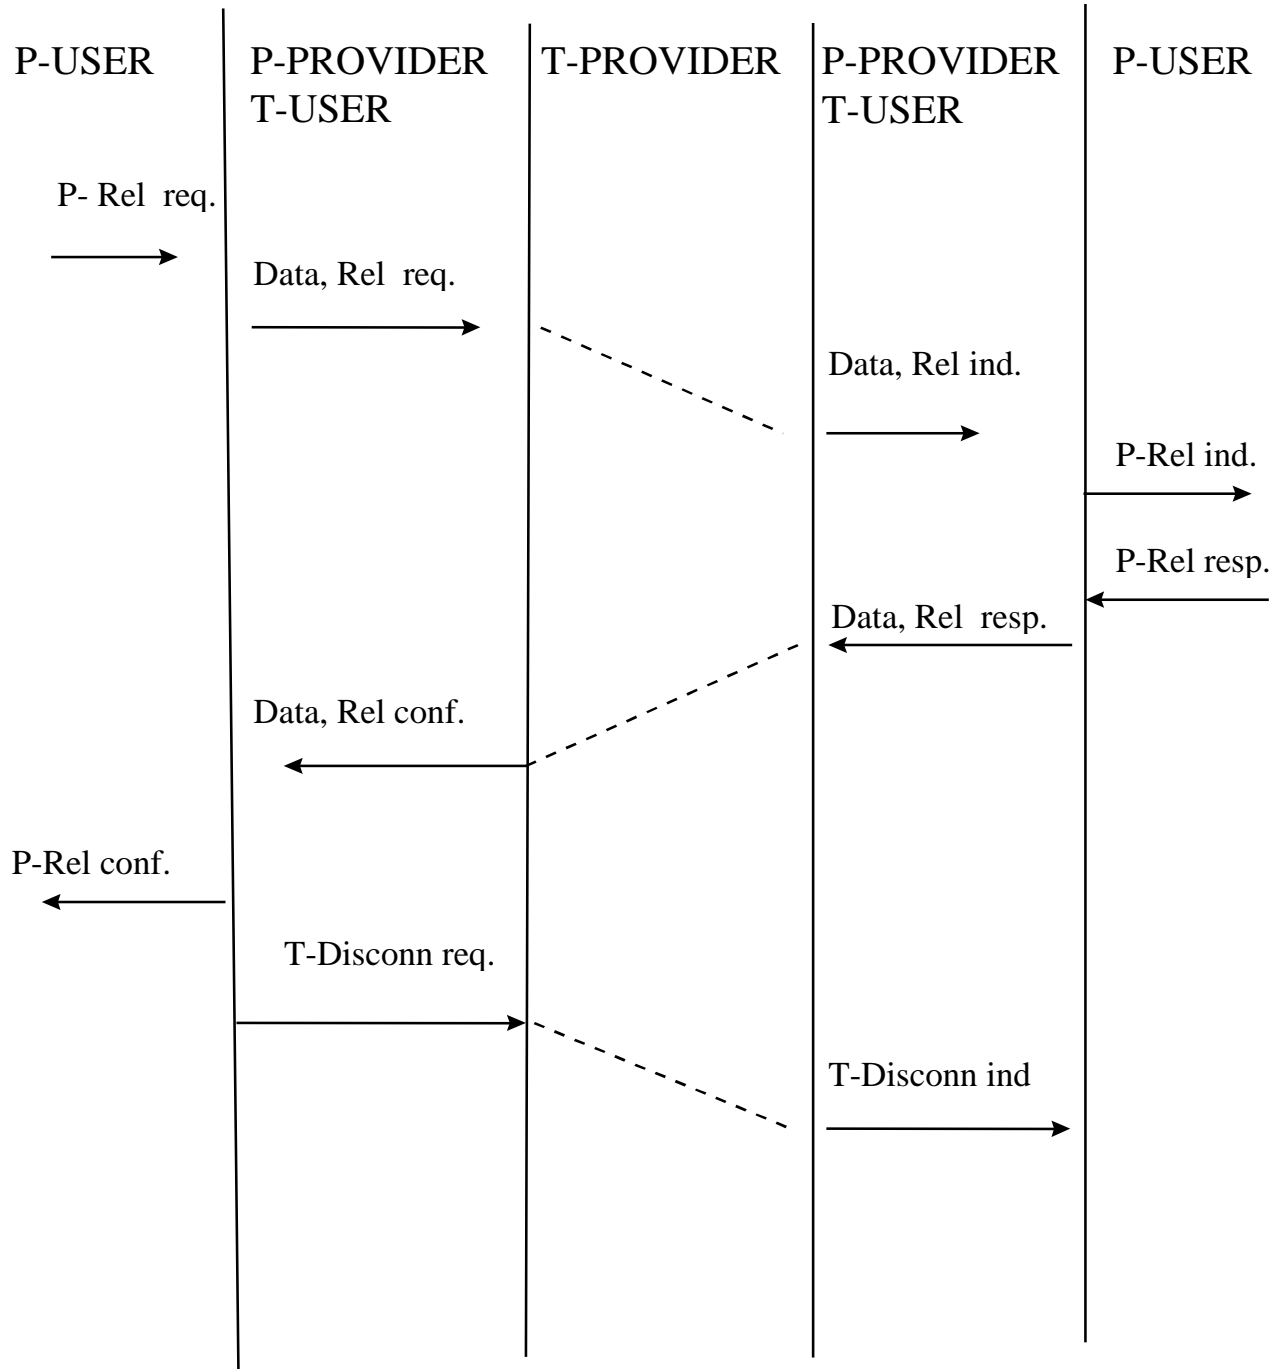 P-USER
P-PROVIDER
T-USER
T-PROVIDER
P-PROVIDER
T-USER
P-USER
P- Rel req.
Data, Rel req.
Data, Rel ind.
P-Rel ind.
P-Rel resp.
Data, Rel resp.
Data, Rel conf.
P-Rel conf.
T-Disconn req.
T-Disconn ind